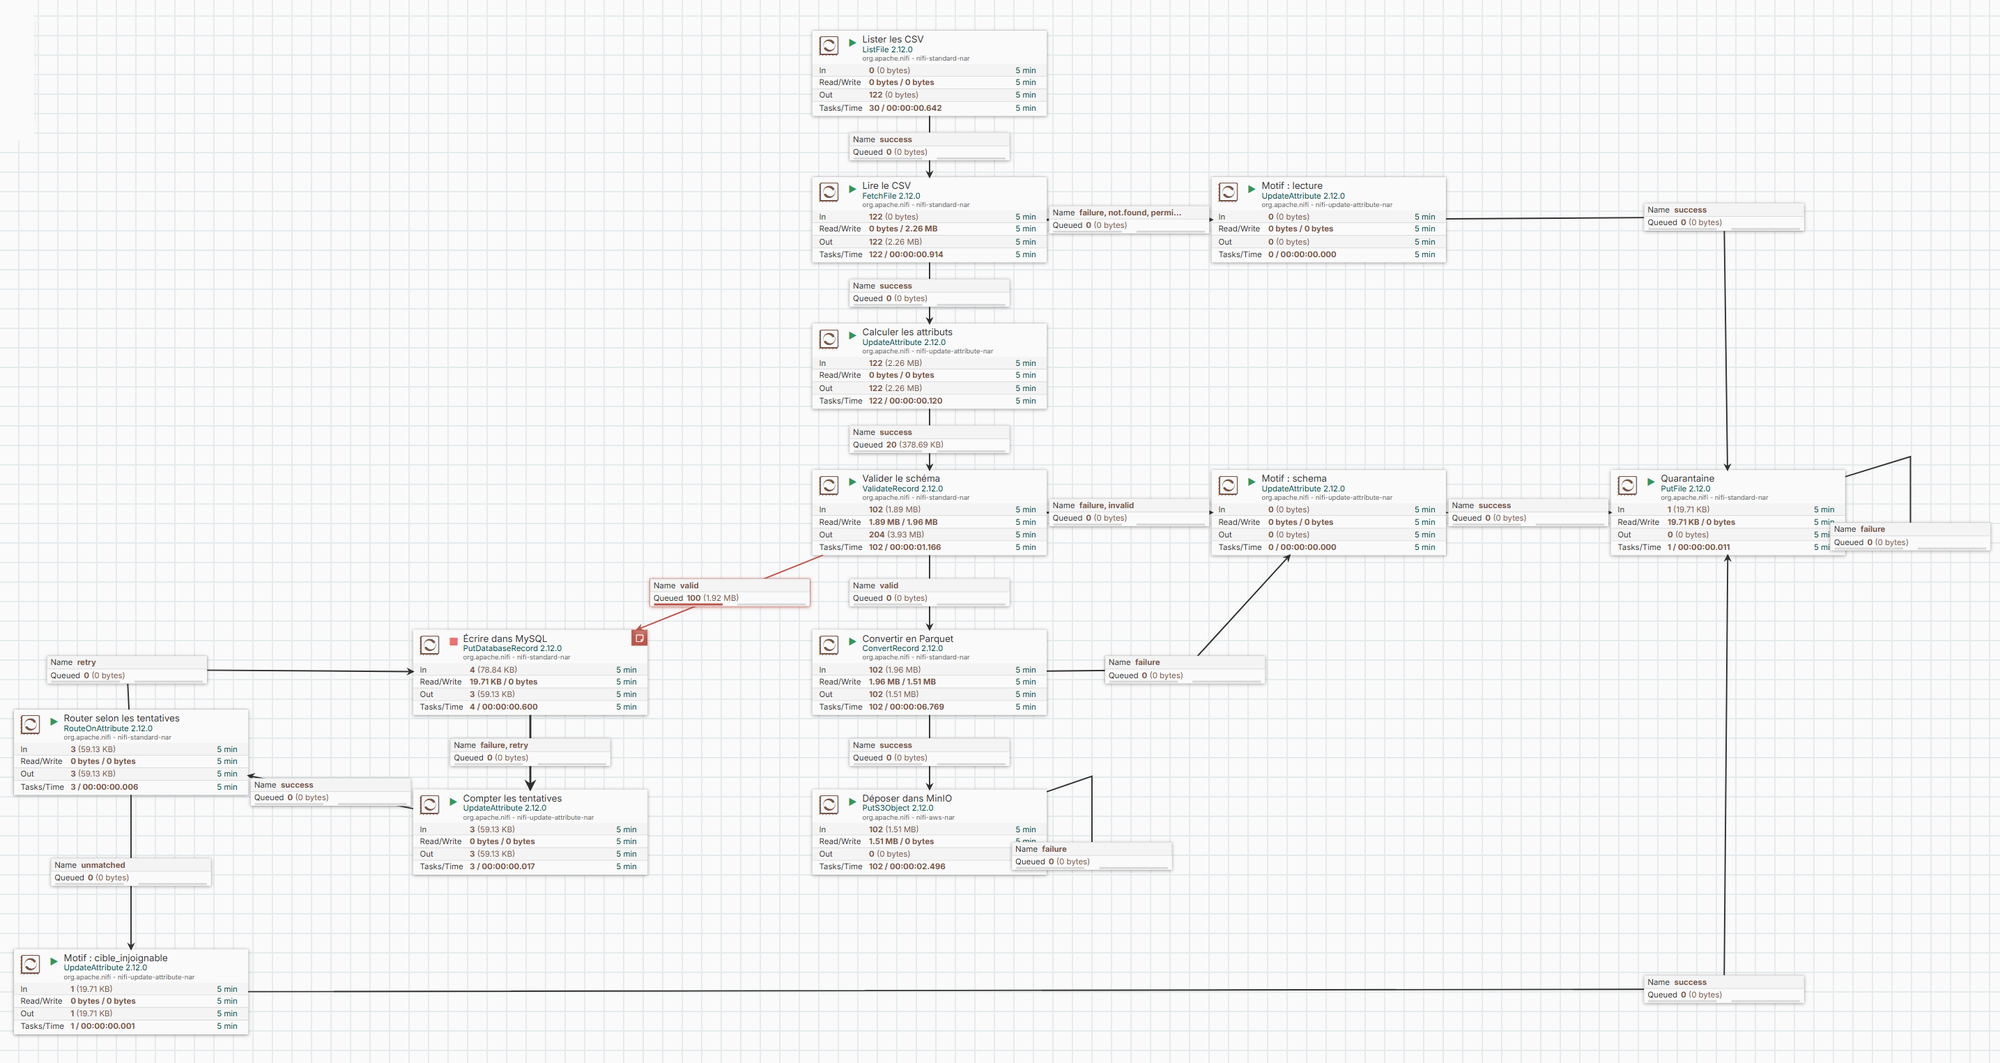 Lister les CSV
ListFile 2.12.0
org.apache.nifi - nifi-standard-nar
In 0 (0 bytes) 5 min
Read/Write 0 bytes / 0 bytes 5 min
Out 122 (0 bytes) 5 min
Tasks/Time 30 / 00:00:00.642 5 min
Name success
Queued 0 (0 bytes)
Lire le CSV
FetchFile 2.12.0
org.apache.nifi - nifi-standard-nar
In 122 (0 bytes) 5 min
Read/Write 0 bytes / 2.26 MB 5 min
Out 122 (2.26 MB) 5 min
Tasks/Time 122 / 00:00:00.914 5 min
Name failure, not.found, permi...
Queued 0 (0 bytes)
Motif : lecture
UpdateAttribute 2.12.0
org.apache.nifi - nifi-update-attribute-nar
In 0 (0 bytes) 5 min
Read/Write 0 bytes / 0 bytes 5 min
Out 0 (0 bytes) 5 min
Tasks/Time 0 / 00:00:00.000 5 min
Name success
Queued 0 (0 bytes)
Name success
Queued 0 (0 bytes)
Calculer les attributs
UpdateAttribute 2.12.0
org.apache.nifi - nifi-update-attribute-nar
In 122 (2.26 MB) 5 min
Read/Write 0 bytes / 0 bytes 5 min
Out 122 (2.26 MB) 5 min
Tasks/Time 122 / 00:00:00.120 5 min
Name success
Queued 20 (378.69 KB)
Valider le schéma
ValidateRecord 2.12.0
org.apache.nifi - nifi-standard-nar
In 102 (1.89 MB) 5 min
Read/Write 1.89 MB / 1.96 MB 5 min
Out 204 (3.93 MB) 5 min
Tasks/Time 102 / 00:00:01.166 5 min
Name failure, invalid
Queued 0 (0 bytes)
Motif : schema
UpdateAttribute 2.12.0
org.apache.nifi - nifi-update-attribute-nar
In 0 (0 bytes) 5 min
Read/Write 0 bytes / 0 bytes 5 min
Out 0 (0 bytes) 5 min
Tasks/Time 0 / 00:00:00.000 5 min
Name success
Queued 0 (0 bytes)
Quarantaine
PutFile 2.12.0
org.apache.nifi - nifi-standard-nar
In 1 (19.71 KB) 5 min
Read/Write 19.71 KB / 0 bytes 5 min
Out 0 (0 bytes) 5 min
Tasks/Time 1 / 00:00:00.011 5 min
Name failure
Queued 0 (0 bytes)
Name valid
Queued 100 (1.92 MB)
Name valid
Queued 0 (0 bytes)
Écrire dans MySQL
PutDatabaseRecord 2.12.0
org.apache.nifi - nifi-standard-nar
In 4 (78.84 KB) 5 min
Read/Write 19.71 KB / 0 bytes 5 min
Out 3 (59.13 KB) 5 min
Tasks/Time 4 / 00:00:00.600 5 min
Convertir en Parquet
ConvertRecord 2.12.0
org.apache.nifi - nifi-standard-nar
In 102 (1.96 MB) 5 min
Read/Write 1.96 MB / 1.51 MB 5 min
Out 102 (1.51 MB) 5 min
Tasks/Time 102 / 00:00:06.769 5 min
Name failure
Queued 0 (0 bytes)
Name retry
Queued 0 (0 bytes)
Router selon les tentatives
RouteOnAttribute 2.12.0
org.apache.nifi - nifi-standard-nar
In 3 (59.13 KB) 5 min
Read/Write 0 bytes / 0 bytes 5 min
Out 3 (59.13 KB) 5 min
Tasks/Time 3 / 00:00:00.006 5 min
Name failure, retry
Queued 0 (0 bytes)
Name success
Queued 0 (0 bytes)
Name success
Queued 0 (0 bytes)
Compter les tentatives
UpdateAttribute 2.12.0
org.apache.nifi - nifi-update-attribute-nar
In 3 (59.13 KB) 5 min
Read/Write 0 bytes / 0 bytes 5 min
Out 3 (59.13 KB) 5 min
Tasks/Time 3 / 00:00:00.017 5 min
Déposer dans MinIO
PutS3Object 2.12.0
org.apache.nifi - nifi-aws-nar
In 102 (1.51 MB) 5 min
Read/Write 1.51 MB / 0 bytes 5 min
Out 0 (0 bytes)
Tasks/Time 102 / 00:00:02.496
Name failure
Queued 0 (0 bytes)
Name unmatched
Queued 0 (0 bytes)
Motif : cible_injoignable
UpdateAttribute 2.12.0
org.apache.nifi - nifi-update-attribute-nar
In 1 (19.71 KB) 5 min
Read/Write 0 bytes / 0 bytes 5 min
Out 1 (19.71 KB) 5 min
Tasks/Time 1 / 00:00:00.001 5 min
Name success
Queued 0 (0 bytes)